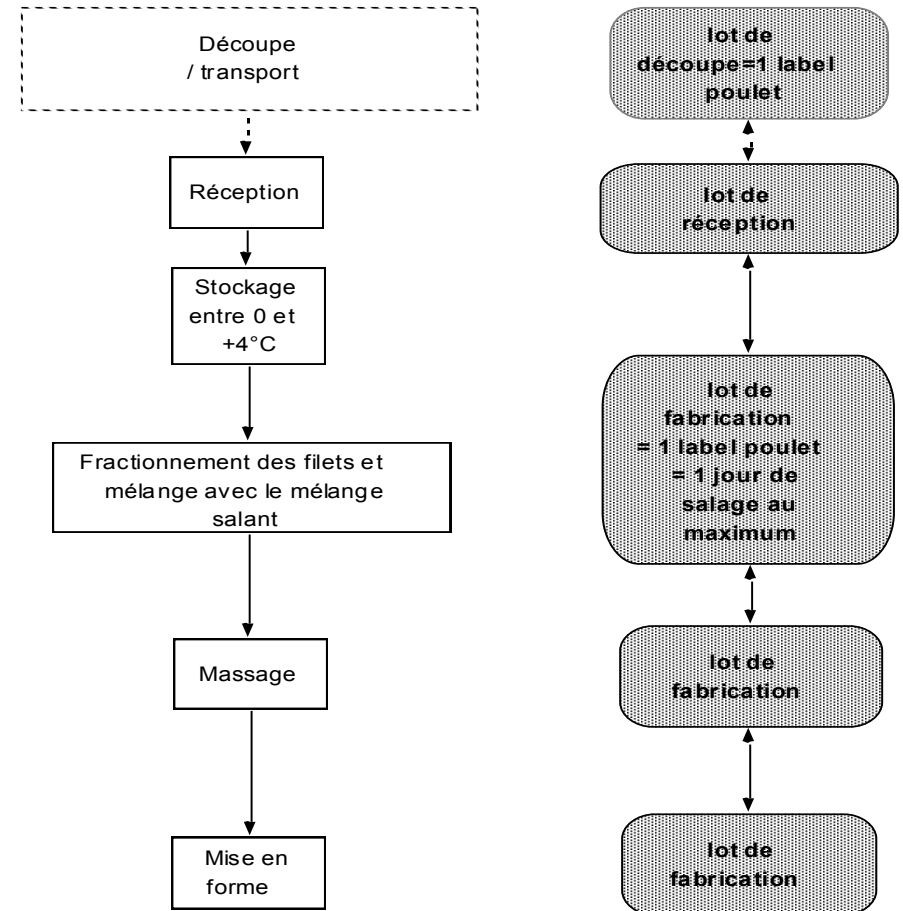 Découpe
/ transport
lot de
découpe=1 label
poulet
Réception
lot de
réception
Stockage
entre 0 et
+4°C
lot de
fabrication
= 1 label poulet
= 1 jour de
salage au
maximum
Fractionnement des filets et
mélange avec le mélange
salant
Massage
lot de
fabrication
Mise en
forme
lot de
fabrication